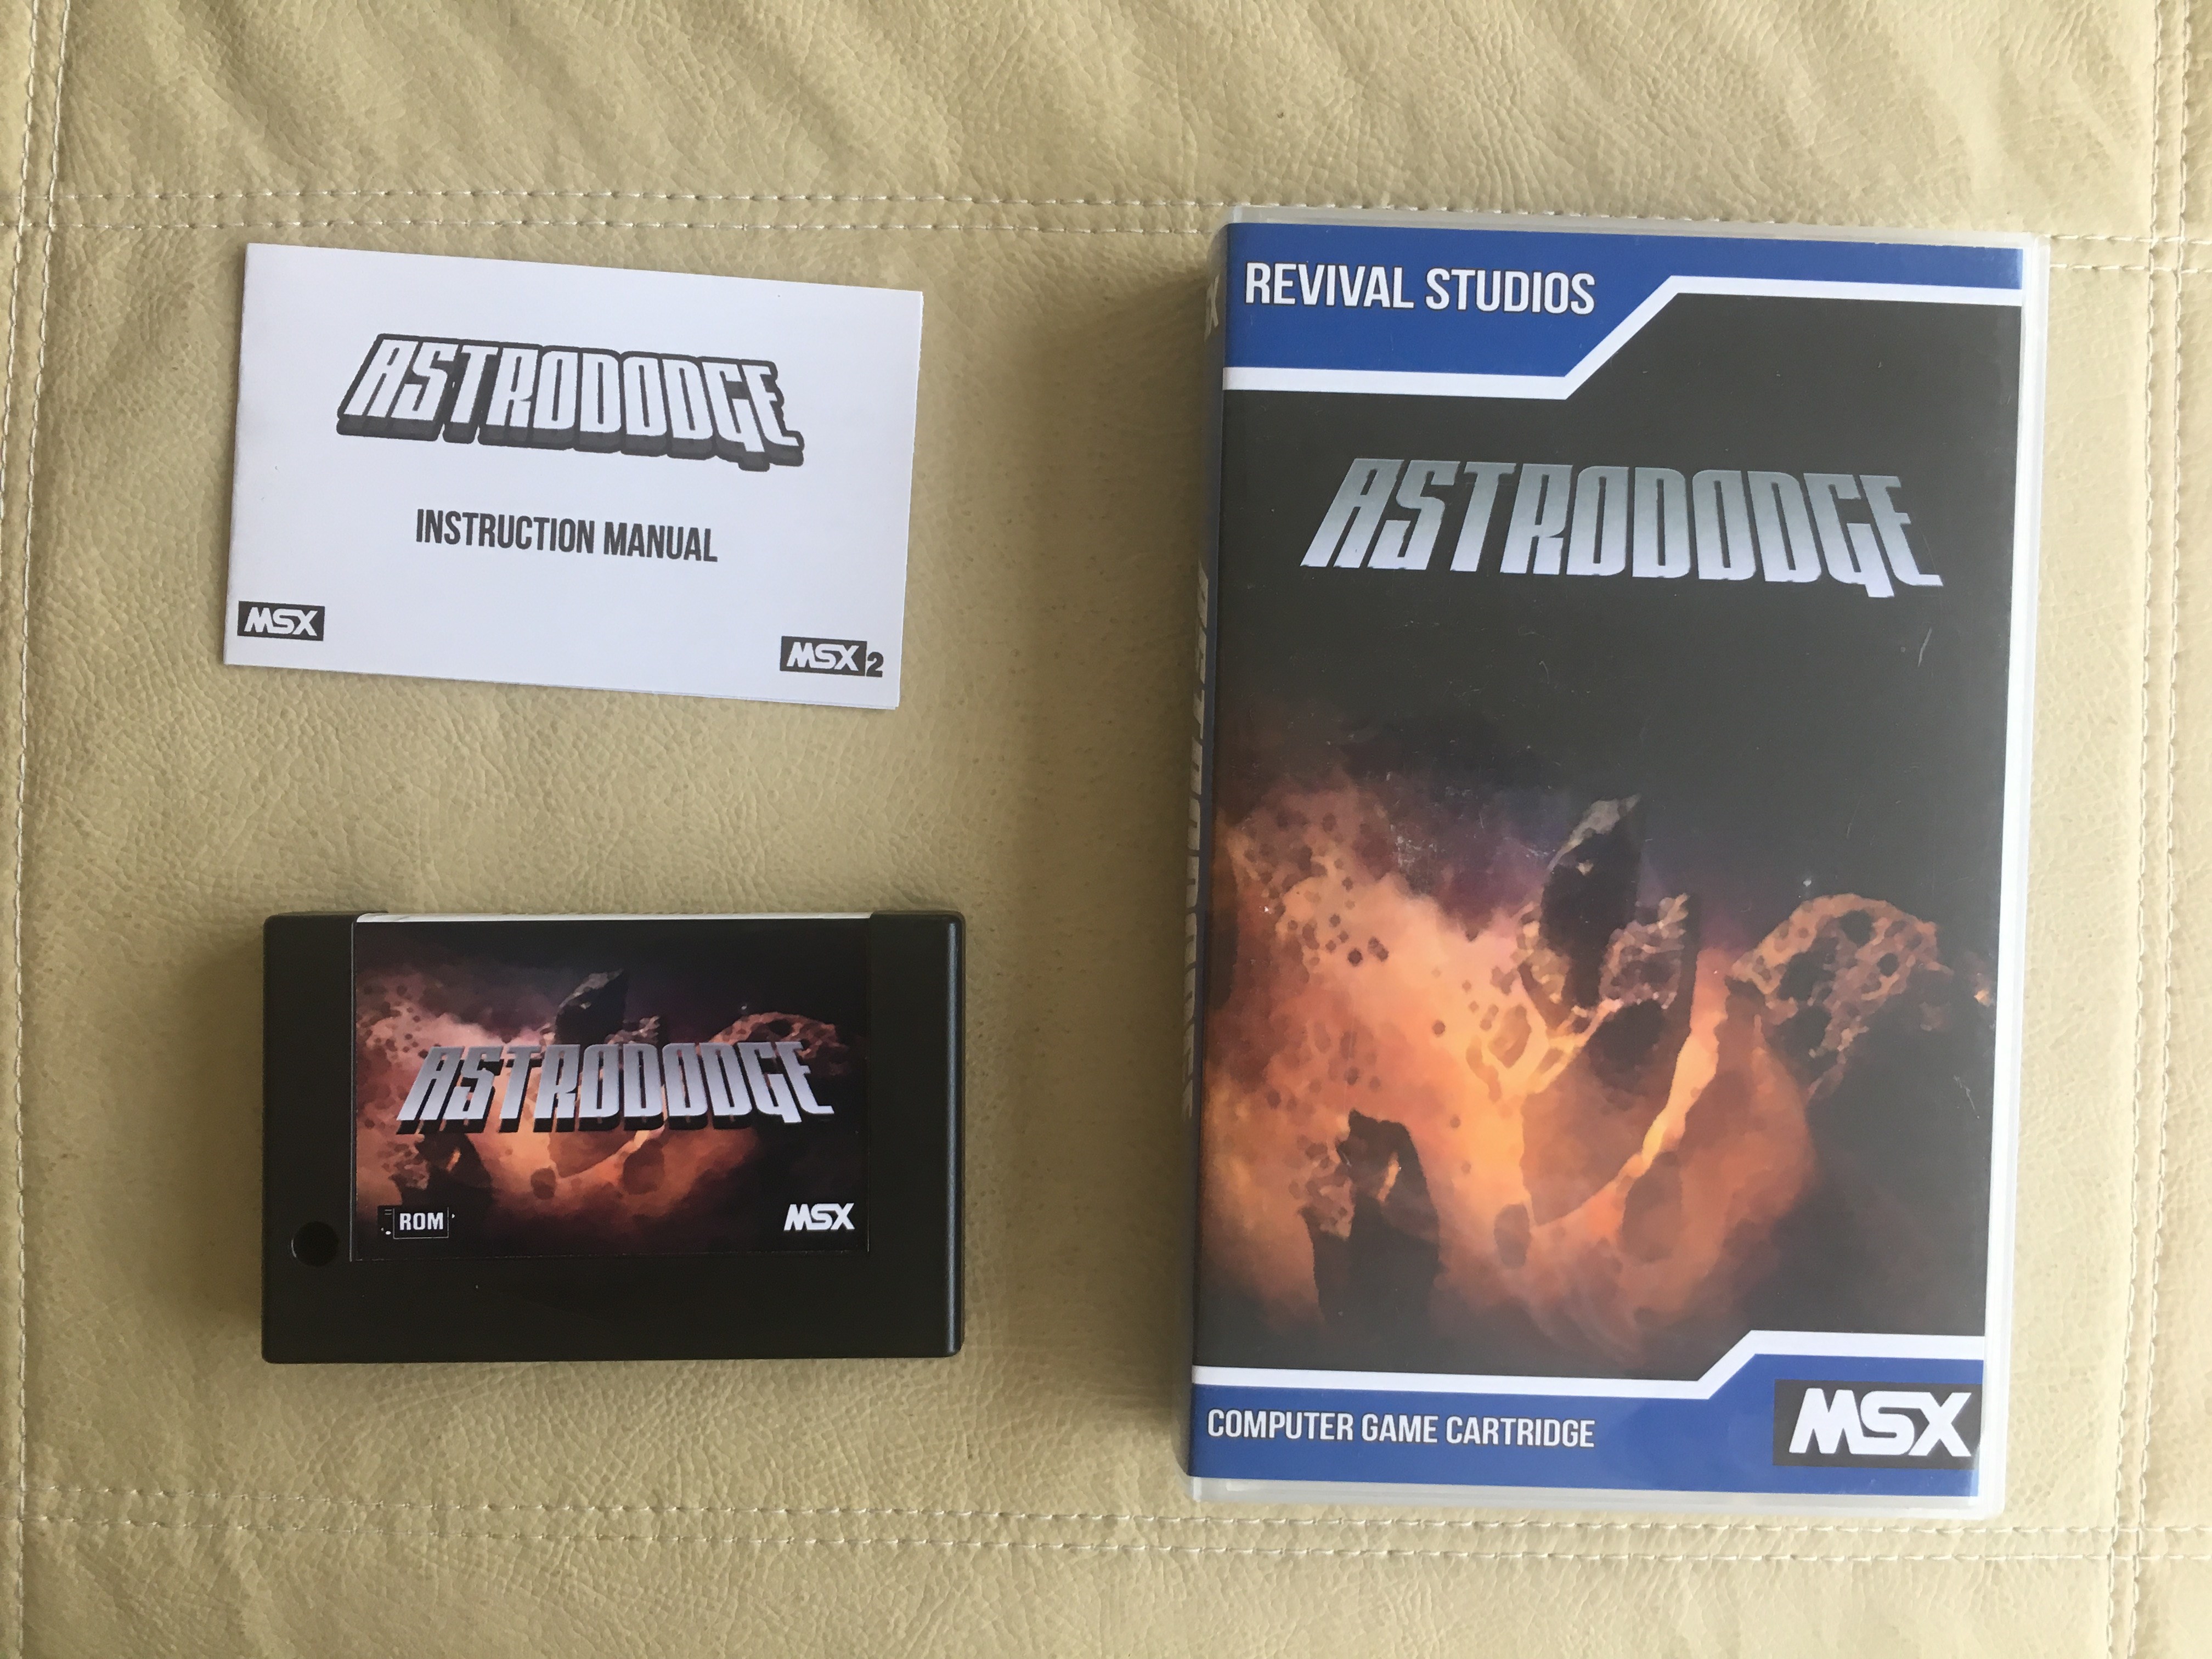 ASTRODODGE
INSTRUCTION MANUAL
MSX
MSX2
ASTRODODGE
ROM
MSX
REVIVAL STUDIOS
ASTRODODGE
COMPUTER GAME CARTRIDGE
MSX